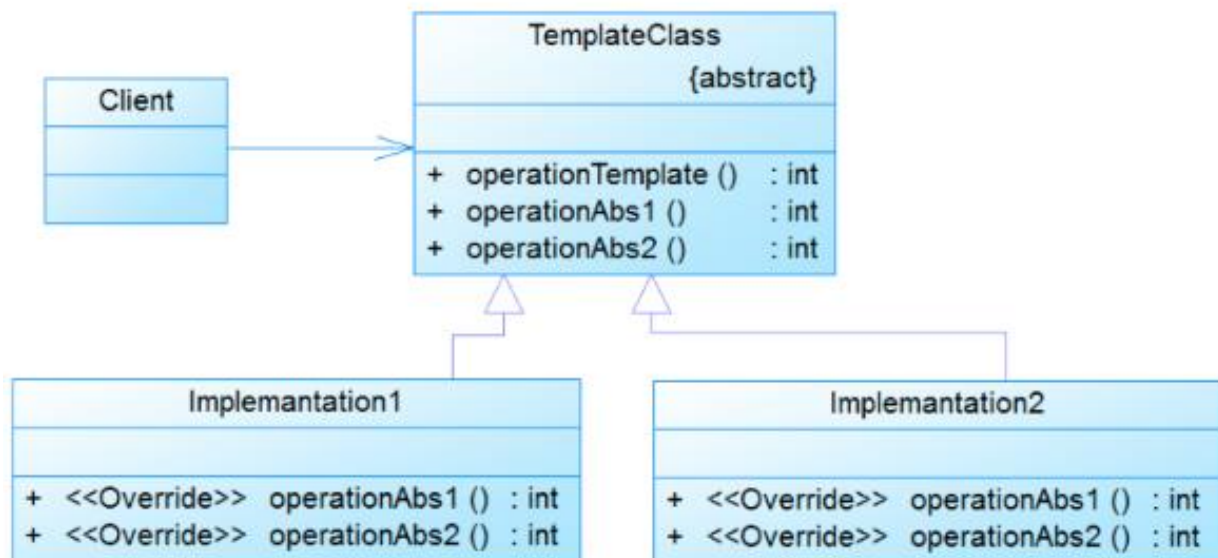 TemplateClass
{abstract}
Client
+ operationTemplate () : int
+ operationAbs1 () : int
+ operationAbs2 () : int
Implemantation1
+ <<Override>> operationAbs1 () : int
+ <<Override>> operationAbs2 () : int
Implemantation2
+ <<Override>> operationAbs1 () : int
+ <<Override>> operationAbs2 () : int